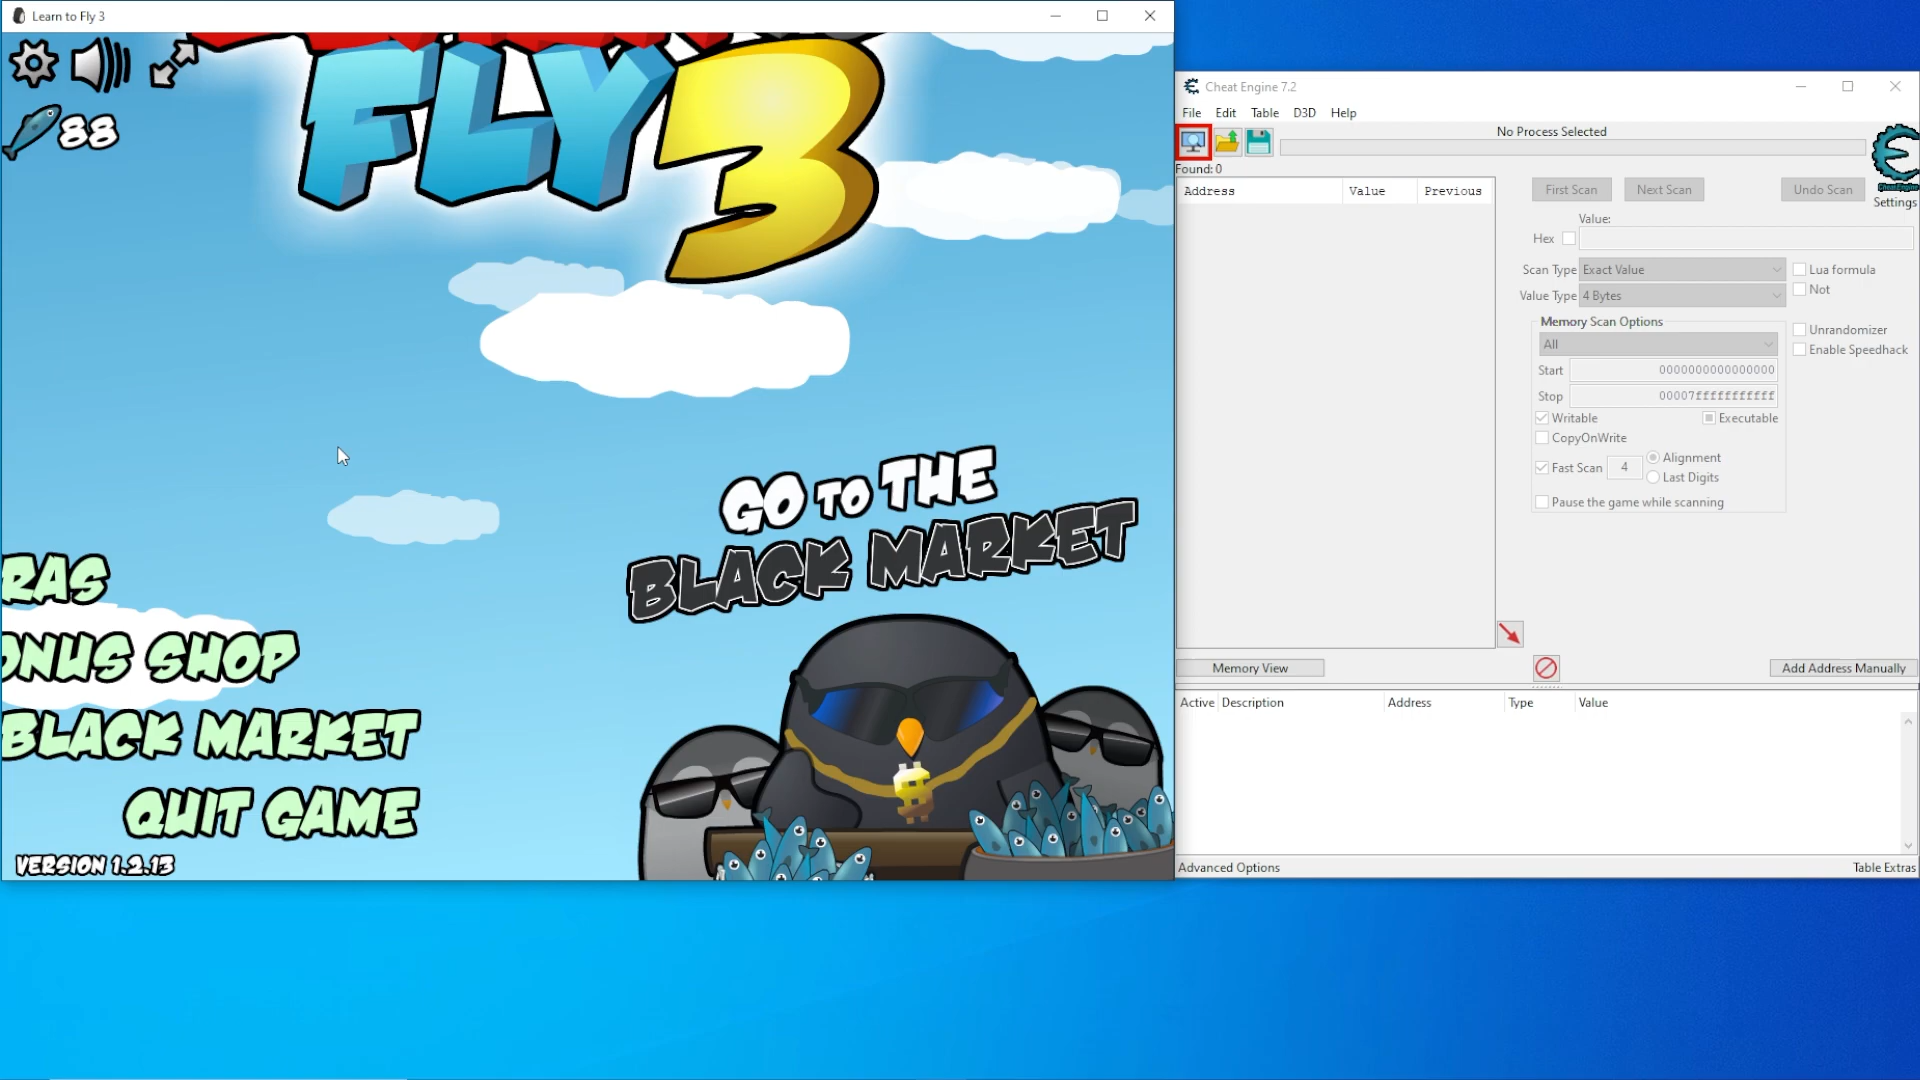 Learn to Fly 3
FLY 3
88
GO TO THE
BLACK MARKET
RAS
ONUS SHOP
BLACK MARKET
QUIT GAME
VERSION 1.2.13
Cheat Engine 7.2
File Edit Table D3D Help
No Process Selected
Found: 0
Address Value Previous
First Scan Next Scan Undo Scan
Cheat Engine
Settings
Value:
Hex
Scan Type Exact Value Lua formula
Not
Value Type 4 Bytes
Memory Scan Options
All
Unrandomizer
Enable Speedhack
Start 0000000000000000
Stop 00007fffffffffff
Writable Executable
CopyOnWrite
Fast Scan 4 Alignment
Last Digits
Pause the game while scanning
Memory View Add Address Manually
Active Description Address Type Value
Advanced Options Table Extras